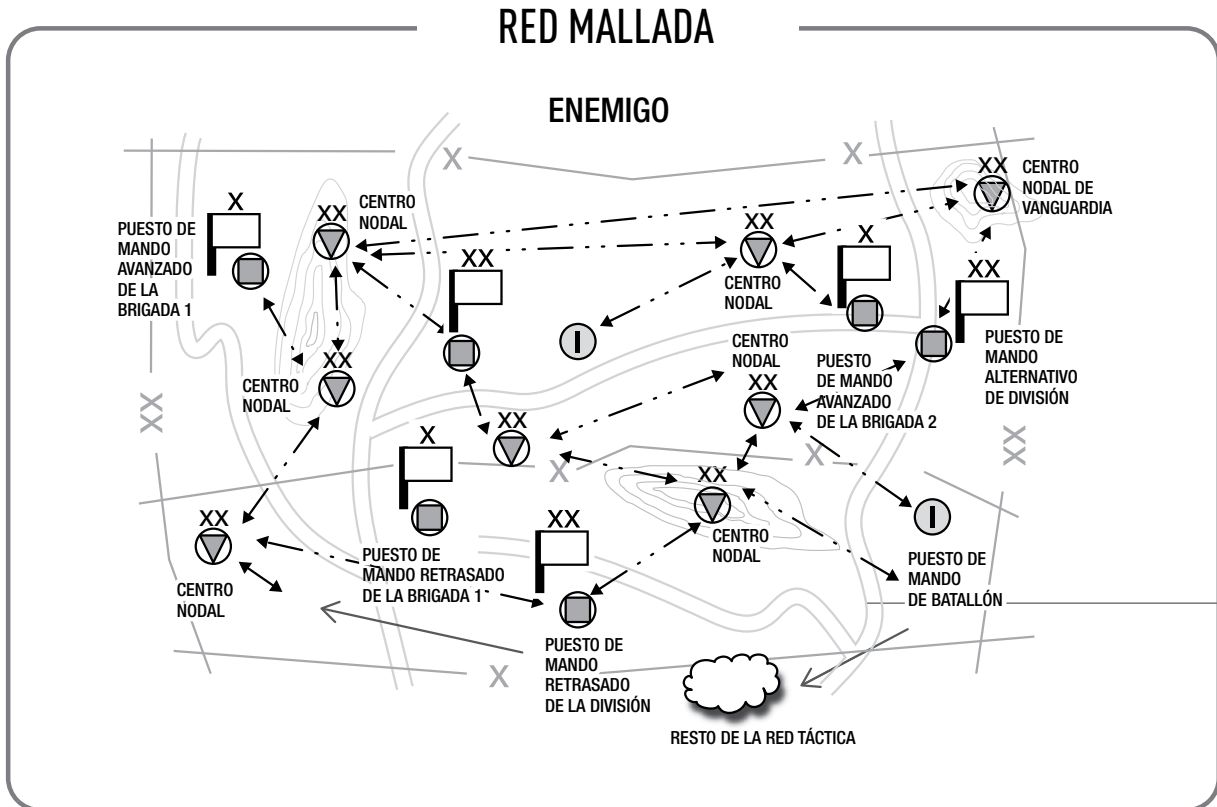 RED MALLADA
ENEMIGO
X
X
XX
CENTRO
NODAL DE
VANGUARDIA
X
PUESTO DE
MANDO
AVANZADO
DE LA
BRIGADA 1
XX
CENTRO
NODAL
XX
XX
CENTRO
NODAL
X
XX
PUESTO DE
MANDO
ALTERNATIVO
DE DIVISIÓN
I
XX
CENTRO
NODAL
CENTRO
NODAL
XX
PUESTO
DE MANDO
AVANZADO
DE LA BRIGADA 2
XX
XX
XX
X
PUESTO DE
MANDO RETRASADO
DE LA BRIGADA 1
X
X
XX
CENTRO
NODAL
I
PUESTO DE
MANDO
DE BATALLÓN
XX
CENTRO
NODAL
XX
PUESTO DE
MANDO
RETRASADO
DE LA DIVISIÓN
X
RESTO DE LA RED TÁCTICA